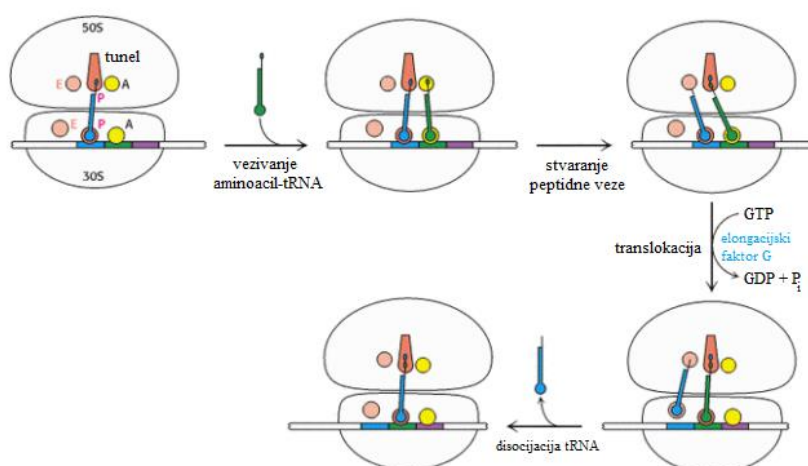 50S
tunel
E
A
P
E
P
A
30S
vezivanje
aminoacil-tRNA
stvaranje
peptidne veze
translokacija
GTP
elongacijski
faktor G
GDP + Pi
disocijacija tRNA